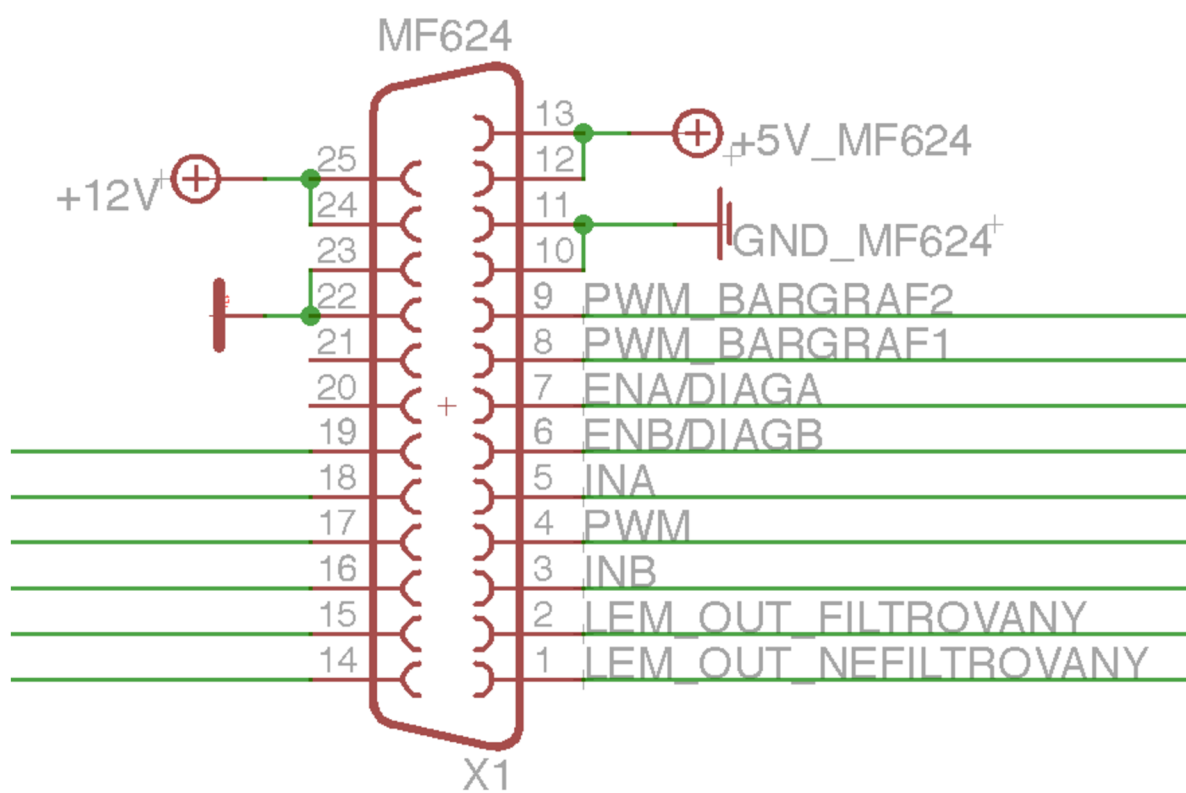 MF624
13
+5V_MF624
25
12
+12V
24
11
GND_MF624
23
10
22
9
PWM_BARGRAF2
21
8
PWM_BARGRAF1
20
7
ENA/DIAGA
19
6
ENB/DIAGB
18
5
INA
17
4
PWM
16
3
INB
15
2
LEM_OUT_FILTROVANY
14
1
LEM_OUT_NEFILTROVANY
X1